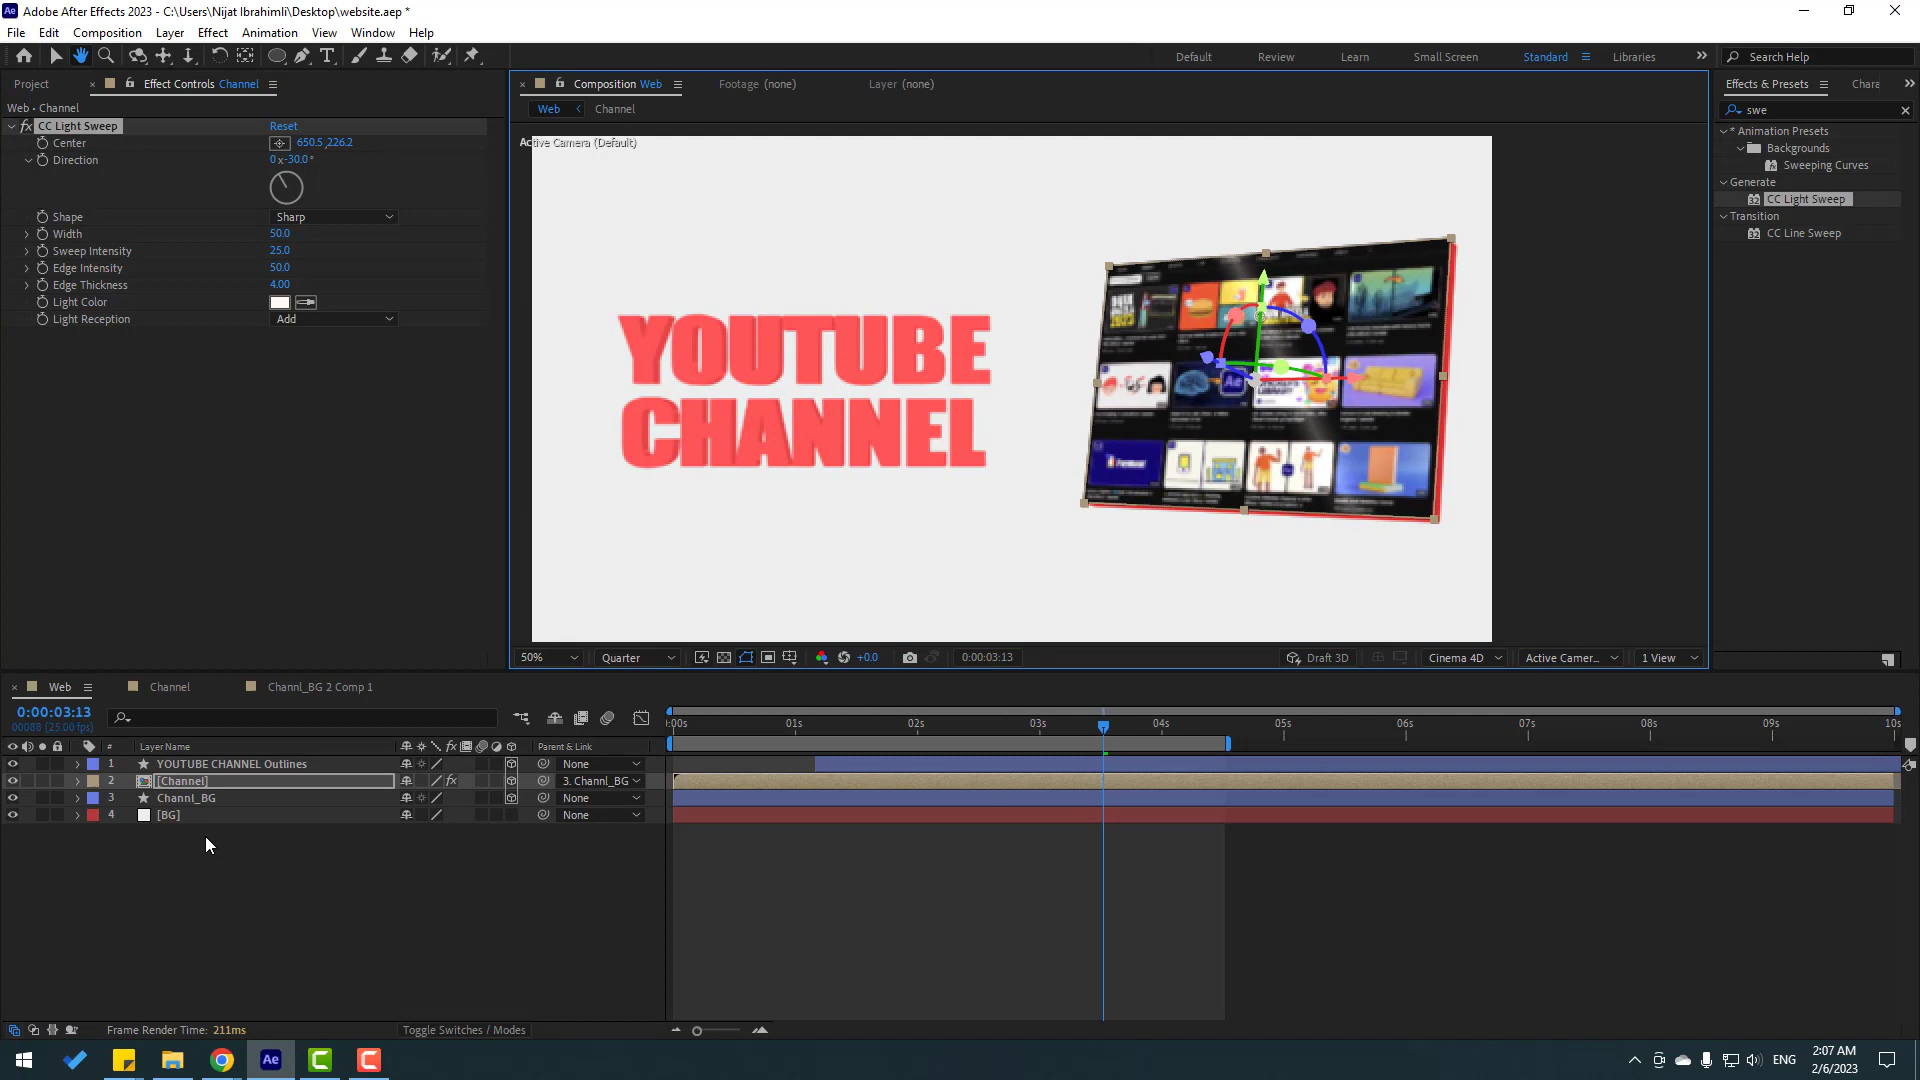 Adobe After Effects 2023 - C:\Users\Nijat Ibrahimli\Desktop\website.aep *
File Edit Composition Layer Effect Animation View Window Help
Default Review Learn Small Screen Standard Libraries Search Help
Project Effect Controls Channel
Composition Web Footage (none) Layer (none)
Effects & Presets Chara
Web • Channel
Web Channel
swe
CC Light Sweep Reset
Center 650.5,226.2
Direction 0x-30.0°
Shape Sharp
Width 50.0
Sweep Intensity 25.0
Edge Intensity 50.0
Edge Thickness 4.00
Light Color
Light Reception Add
Active Camera (Default)
YOUTUBE
CHANNEL
Ae
* Animation Presets
Backgrounds
Sweeping Curves
Generate
CC Light Sweep
Transition
CC Line Sweep
50% Quarter +0.0 0:00:03:13 Draft 3D Cinema 4D Active Camer... 1 View
Web Channel Channl_BG 2 Comp 1
0:00:03:13
00088 (25.00 fps)
:00s 01s 02s 03s 04s 05s 06s 07s 08s 09s 10s
# Layer Name Parent & Link
1 YOUTUBE CHANNEL Outlines None
2 [Channel] 3. Channl_BG
3 Channl_BG None
4 [BG] None
Frame Render Time: 211ms Toggle Switches / Modes
Ae
ENG
2:07 AM
2/6/2023